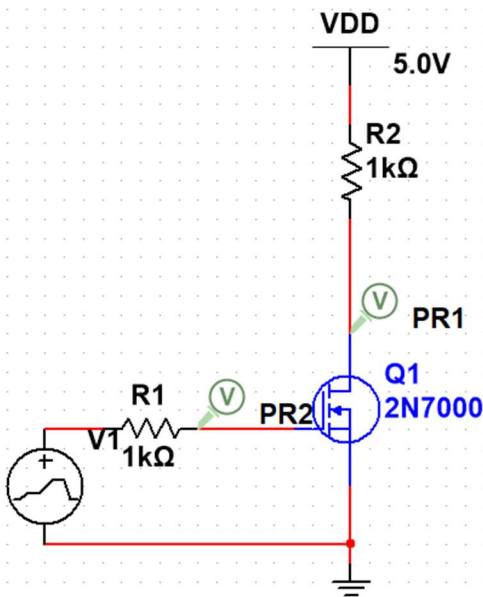 VDD
5.0V
R2
1kΩ
V
PR1
Q1
2N7000
R1
V
PR2
V1
1kΩ